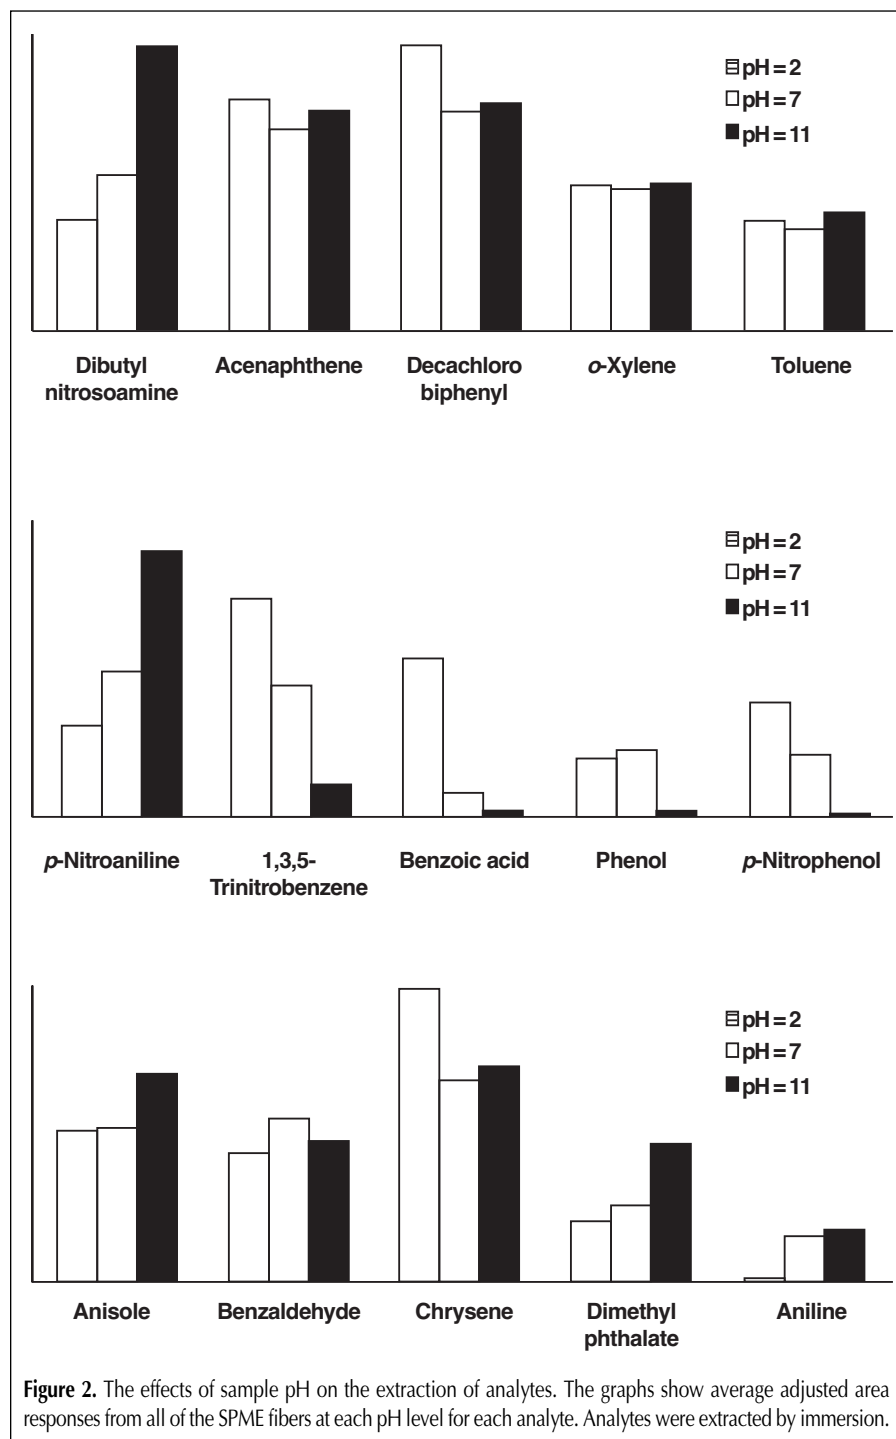 pH = 2
pH = 7
pH = 11
Dibutyl nitrosoamine
Acenaphthene
Decachloro biphenyl
o-Xylene
Toluene
pH = 2
pH = 7
pH = 11
p-Nitroaniline
1,3,5-Trinitrobenzene
Benzoic acid
Phenol
p-Nitrophenol
pH = 2
pH = 7
pH = 11
Anisole
Benzaldehyde
Chrysene
Dimethyl phthalate
Aniline
Figure 2. The effects of sample pH on the extraction of analytes. The graphs show average adjusted area
responses from all of the SPME fibers at each pH level for each analyte. Analytes were extracted by immersion.